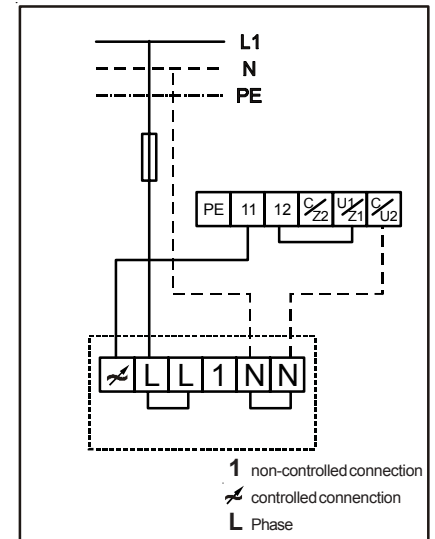 L1
N
PE
PE 11 12 C/Z2 U1/Z1 C/U2
L L 1 N N
1 non-controlled connection
controlled connenction
L Phase